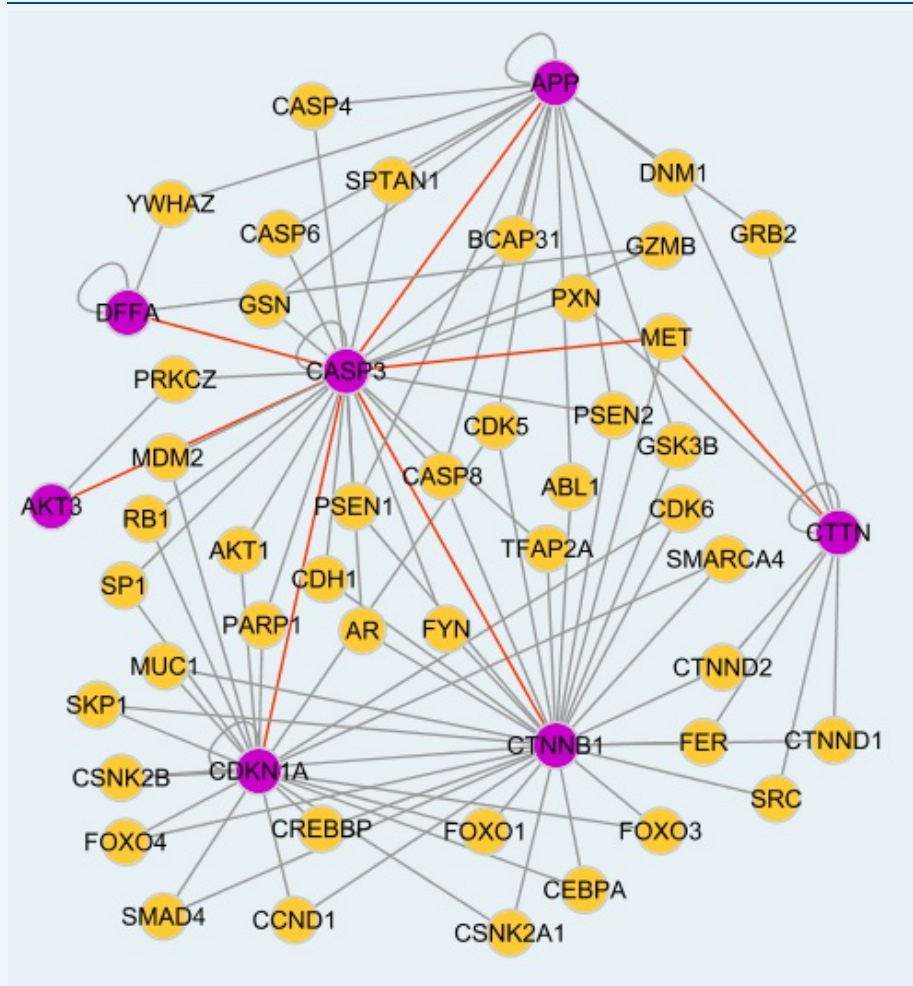 APP
CASP4
DNM1
SPTAN1
YWHAZ
CASP6
BCAP31
GZMB
GRB2
GSN
PXN
DFFA
MET
CASP3
PRKCZ
PSEN2
CDK5
GSK3B
MDM2
CASP8
ABL1
AKT3
PSEN1
CDK6
RB1
CTTN
AKT1
TFAP2A
SMARCA4
CDH1
SP1
PARP1
AR
FYN
MUC1
CTNND2
SKP1
CTNNB1
FER
CTNND1
CDKN1A
CSNK2B
SRC
CREBBP
FOXO1
FOXO3
FOXO4
CEBPA
SMAD4
CCND1
CSNK2A1